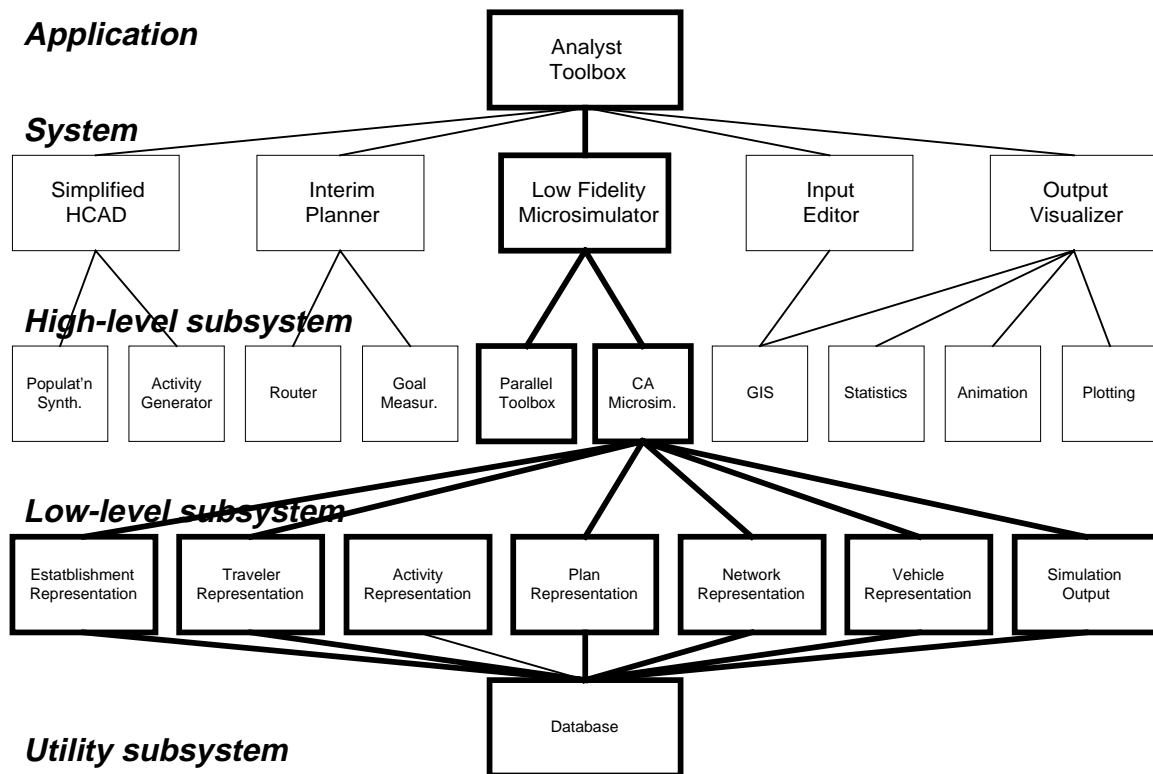 Application
Analyst
Toolbox
System
Simplified
HCAD
Interim
Planner
Low Fidelity
Microsimulator
Input
Editor
Output
Visualizer
High-level subsystem
Populat'n
Synth.
Activity
Generator
Router
Goal
Measur.
Parallel
Toolbox
CA
Microsim.
GIS
Statistics
Animation
Plotting
Low-level subsystem
Estatblishment
Representation
Traveler
Representation
Activity
Representation
Plan
Representation
Network
Representation
Vehicle
Representation
Simulation
Output
Database
Utility subsystem